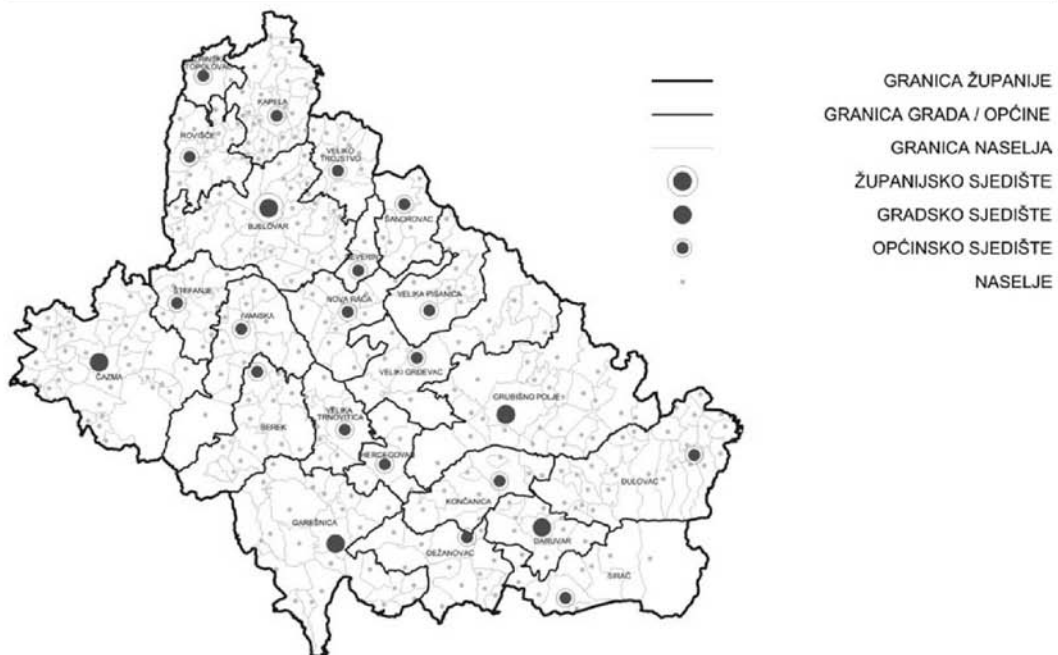 TOPOLOVAC
KAPELA
ROVIŠĆE
VELIKO
TROJSTVO
BJELOVAR
ŠANDROVAC
SEVERIN
ŠTEFANJE
IVANSKA
NOVA RAČA
VELIKA PISANICA
ČAZMA
VELIKI GRĐEVAC
GRUBIŠNO POLJE
BEREK
VELIKA
TRNOVITICA
HERCEGOVAC
ĐULOVAC
KONČANICA
GAREŠNICA
DEŽANOVAC
DARUVAR
SIRAČ
GRANICA ŽUPANIJE
GRANICA GRADA / OPĆINE
GRANICA NASELJA
ŽUPANIJSKO SJEDIŠTE
GRADSKO SJEDIŠTE
OPĆINSKO SJEDIŠTE
NASELJE